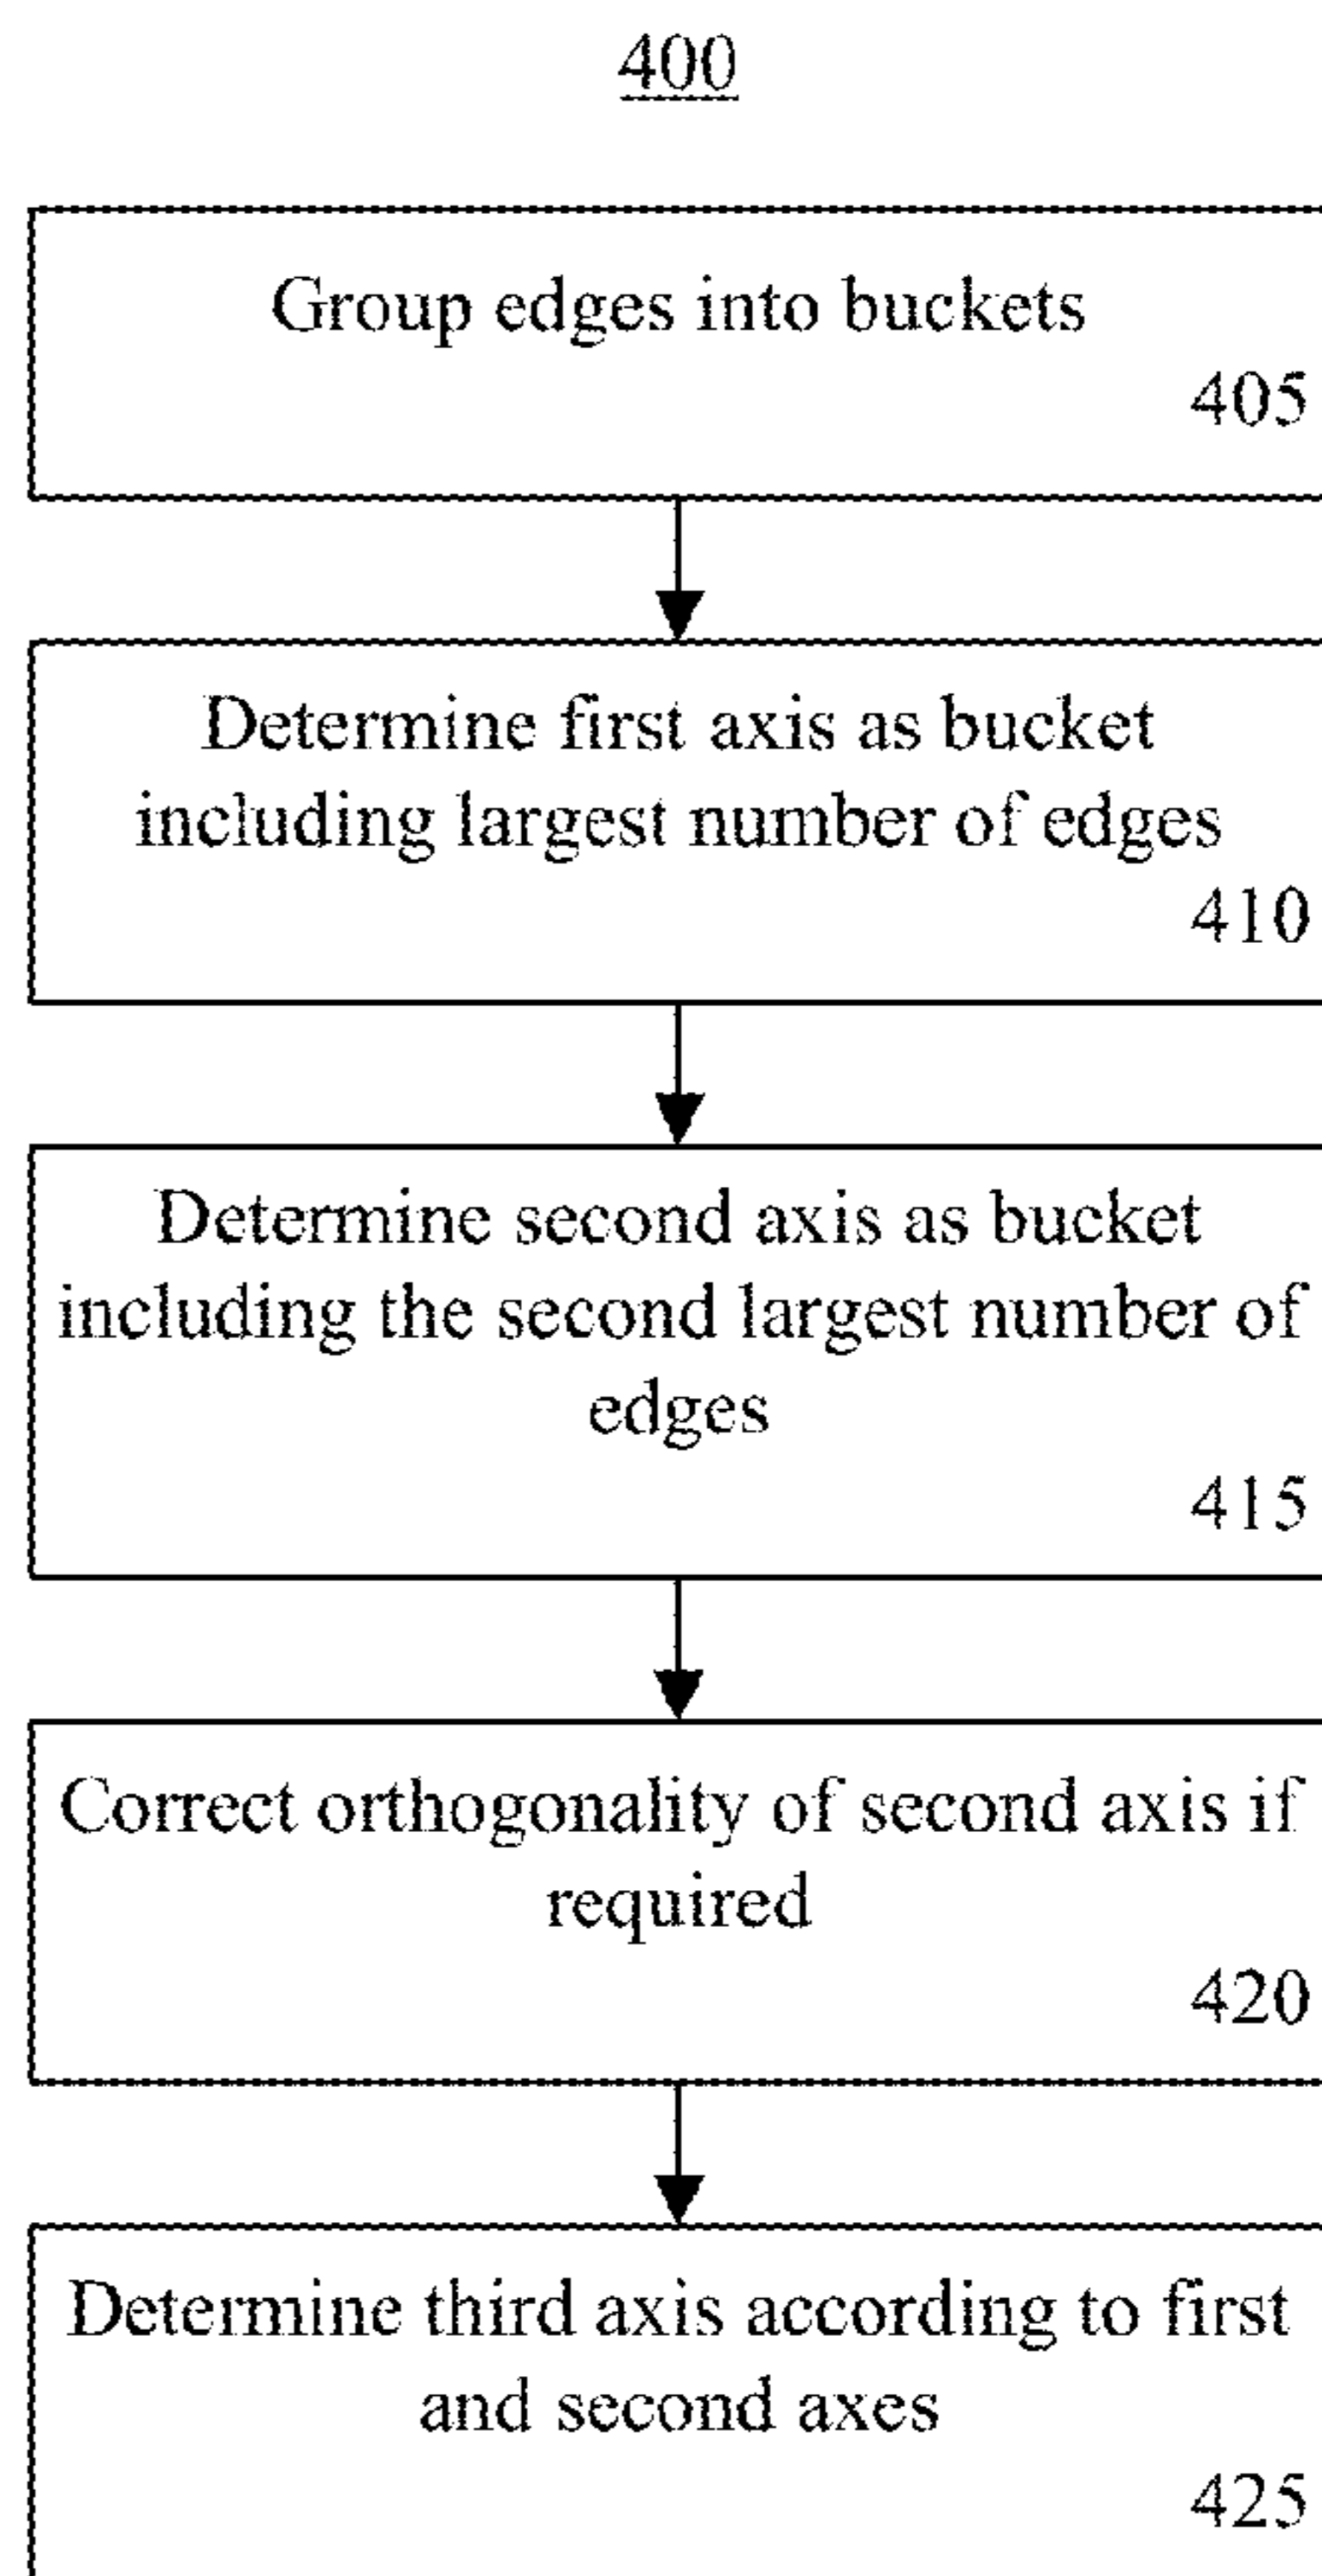 400
Group edges into buckets
405
Determine first axis as bucket
including largest number of edges
410
Determine second axis as bucket
including the second largest number of
edges
415
Correct orthogonality of second axis if
required
420
Determine third axis according to first
and second axes
425